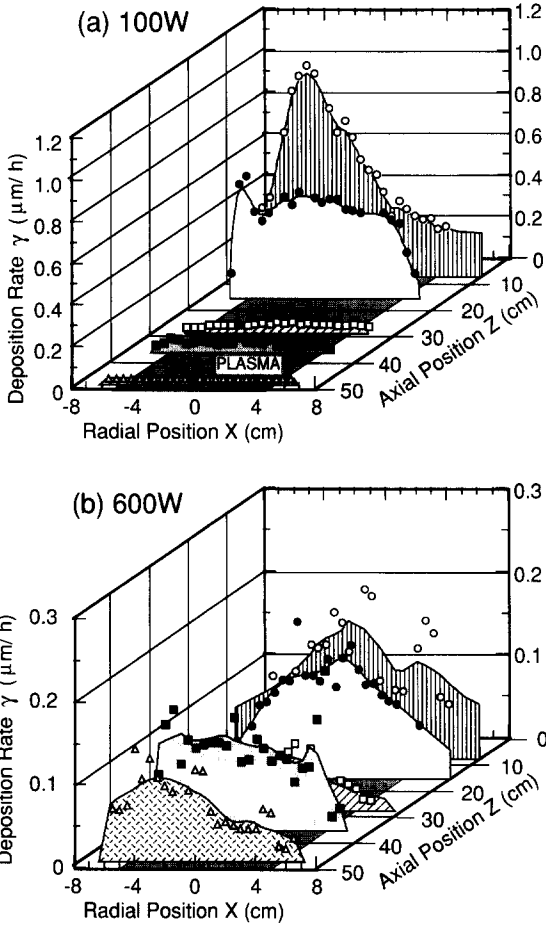 (a) 100W
1.2
1.0
0.8
0.6
0.4
0.2
0
1.2
1.0
0.8
0.6
0.4
0.2
0
Deposition Rate γ (μm/h)
PLASMA
10
20
30
40
50
Axial Position Z (cm)
-8 -4 0 4 8
Radial Position X (cm)
(b) 600W
0.3
0.2
0.1
0
0.3
0.2
0.1
0
Deposition Rate γ (μm/h)
10
20
30
40
50
Axial Position Z (cm)
-8 -4 0 4 8
Radial Position X (cm)